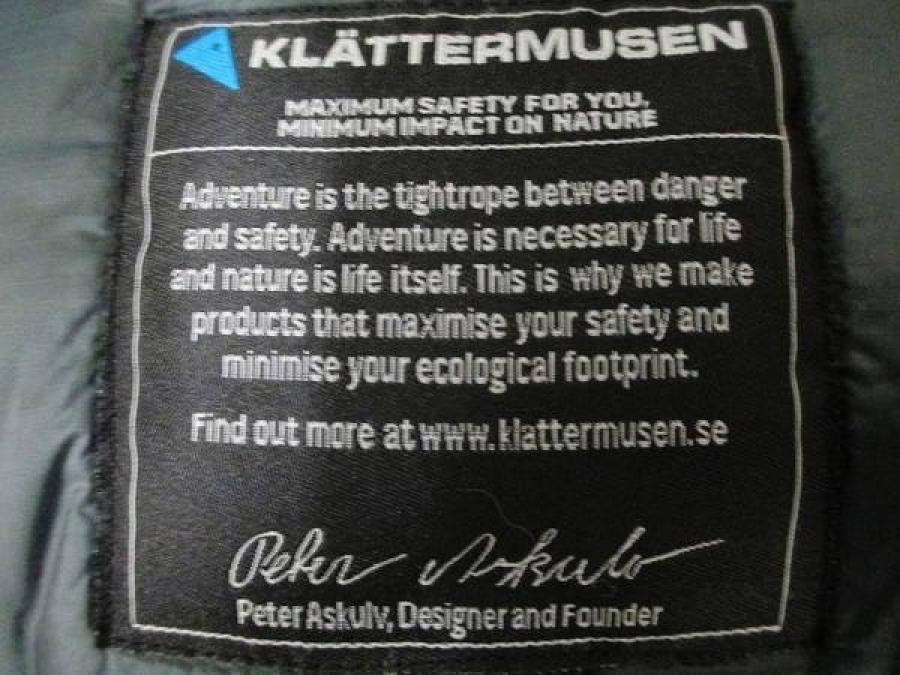 KLÄTTERMUSEN
MAXIMUM SAFETY FOR YOU,
MINIMUM IMPACT ON NATURE
Adventure is the tightrope between danger
and safety. Adventure is necessary for life
and nature is life itself. This is why we make
products that maximise your safety and
minimise your ecological footprint.
Find out more at www.klattermusen.se
Peter Askulv
Peter Askulv, Designer and Founder